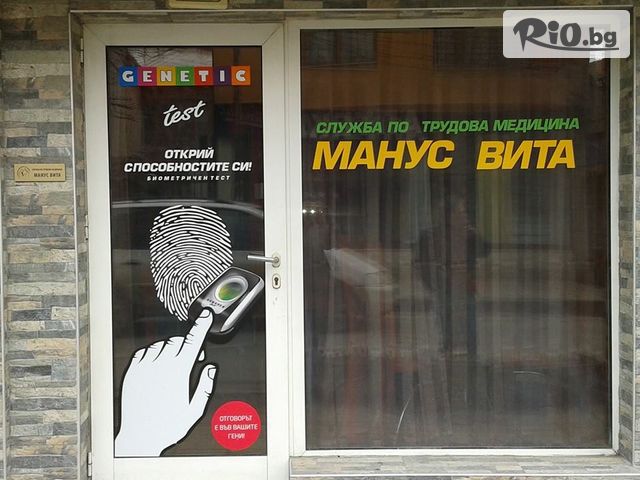 RiO.bg
GENETIC
test
ОТКРИЙ
СПОСОБНОСТИТЕ СИ!
БИОМЕТРИЧЕН ТЕСТ
ОТГОВОРЪТ
Е ВЪВ ВАШИТЕ
ГЕНИ!
СЛУЖБА ПО ТРУДОВА МЕДИЦИНА
МАНУС ВИТА
МАНУС ВИТА